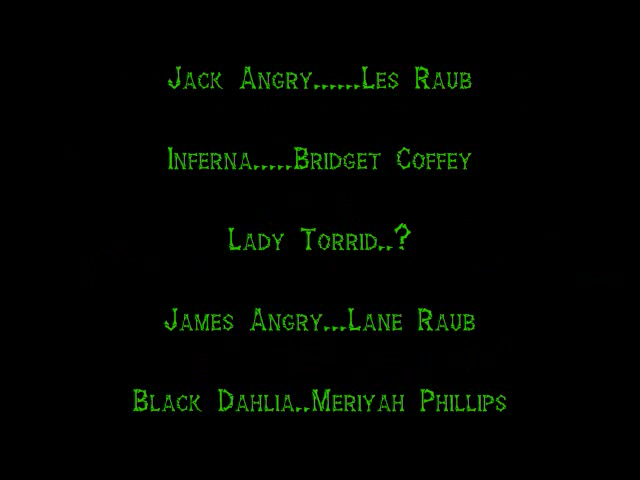 Jack Angry......Les Raub
Inferna.....Bridget Coffey
Lady Torrid..?
James Angry...Lane Raub
Black Dahlia..Meriyah Phillips